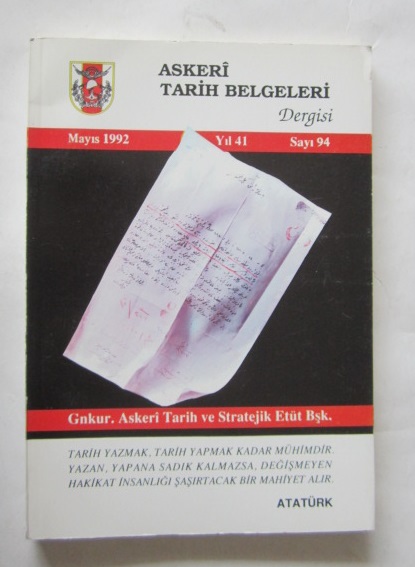 ASKERÎ
TARİH BELGELERİ
Dergisi
Mayıs 1992 Yıl 41 Sayı 94
Gnkur. Askerî Tarih ve Stratejik Etüt Bşk.
TARİH YAZMAK, TARİH YAPMAK KADAR MÜHİMDİR.
YAZAN, YAPANA SADIK KALMAZSA, DEĞİŞMEYEN
HAKİKAT İNSANLIĞI ŞAŞIRTACAK BİR MAHİYET ALIR.
ATATÜRK